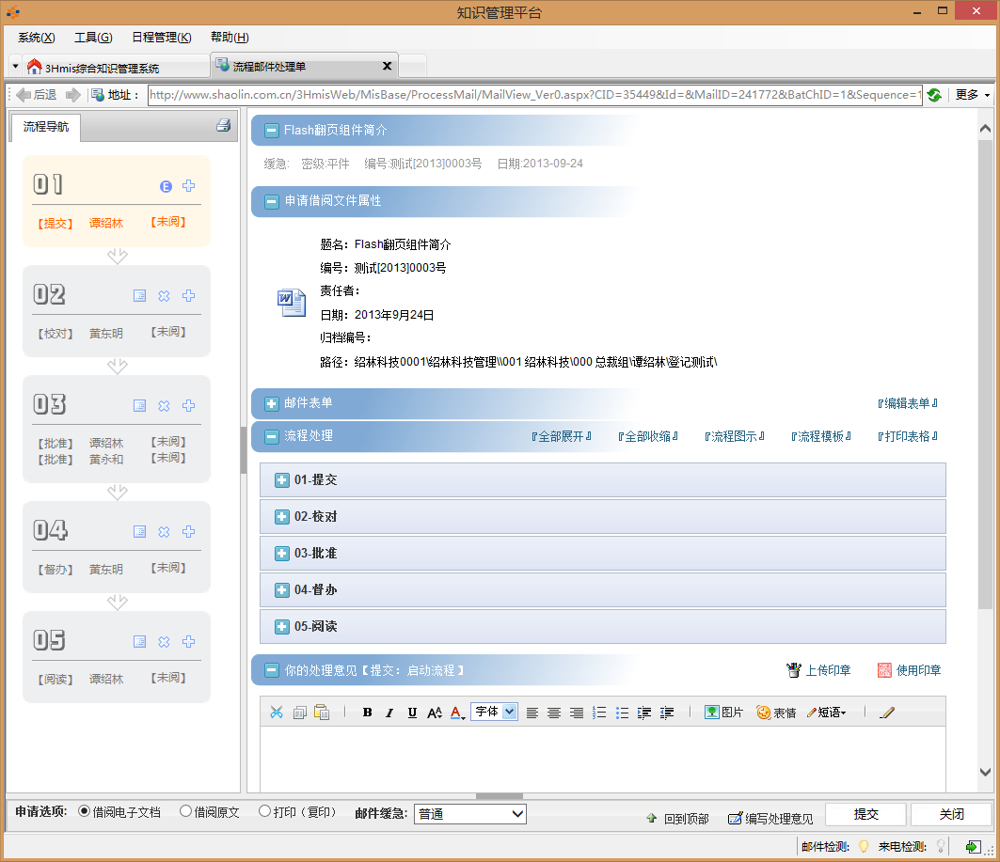 知识管理平台
系统(X) 工具(G) 日程管理(K) 帮助(H)
3Hmis综合知识管理系统 流程邮件处理单
后退 地址： http://www.shaolin.com.cn/3HmisWeb/MisBase/ProcessMail/MailView_Ver0.aspx?CID=35449&Id=&MailID=241772&BatChID=1&Sequence=1 更多
流程导航
01 E
【提交】 谭绍林 【未阅】
02
【校对】 黄东明 【未阅】
03
【批准】 谭绍林 【未阅】
【批准】 黄永和 【未阅】
04
【督办】 黄东明 【未阅】
05
【阅读】 谭绍林 【未阅】
Flash翻页组件简介
缓急: 密级:平件 编号:测试[2013]0003号 日期:2013-09-24
申请借阅文件属性
题名：Flash翻页组件简介
编号：测试[2013]0003号
责任者：
日期：2013年9月24日
归档编号：
路径：绍林科技0001\绍林科技管理\\001 绍林科技\000 总裁组\谭绍林\登记测试\
邮件表单 『编辑表单』
流程处理 『全部展开』 『全部收缩』 『流程图示』 『流程模板』 『打印表格』
01-提交
02-校对
03-批准
04-督办
05-阅读
你的处理意见【提交：启动流程】 上传印章 使用印章
B I U AA A 字体 图片 表情 短语
申请选项: 借阅电子文档 借阅原文 打印（复印） 邮件缓急: 普通 回到顶部 编写处理意见 提交 关闭
邮件检测: 来电检测: